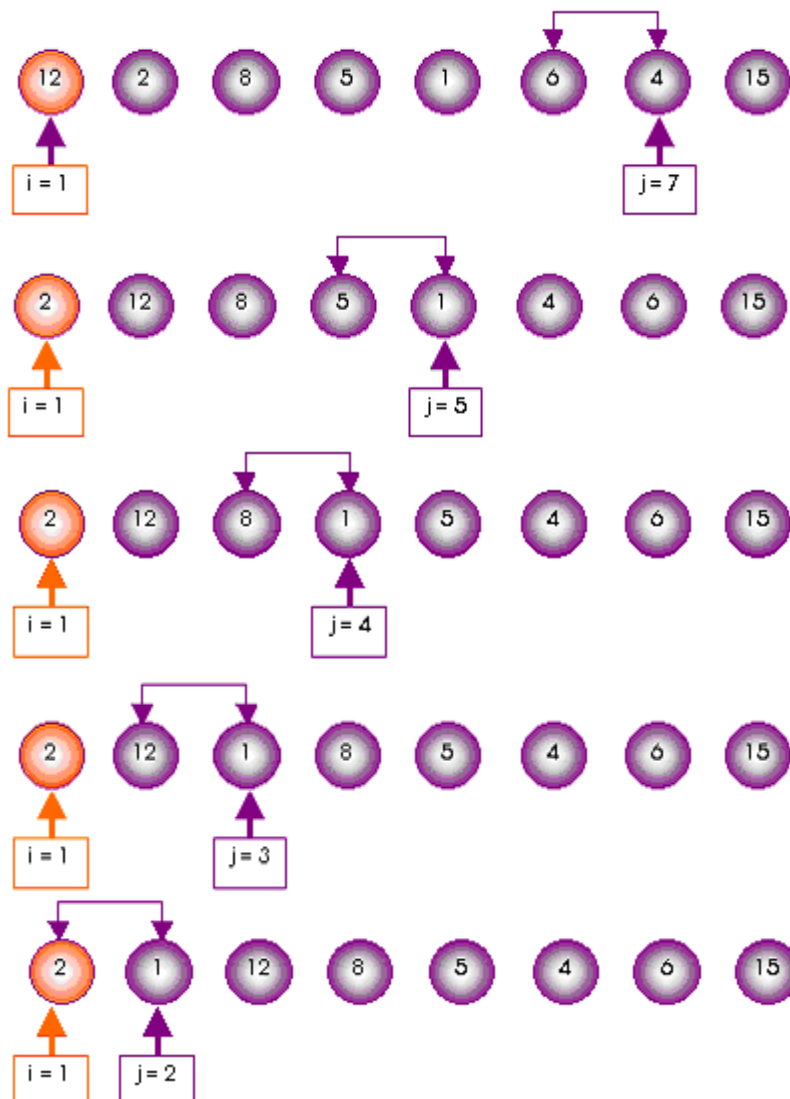 12 2 8 5 1 6 4 15
i = 1 j = 7
2 12 8 5 1 4 6 15
i = 1 j = 5
2 12 8 1 5 4 6 15
i = 1 j = 4
2 12 1 8 5 4 6 15
i = 1 j = 3
2 1 12 8 5 4 6 15
i = 1 j = 2